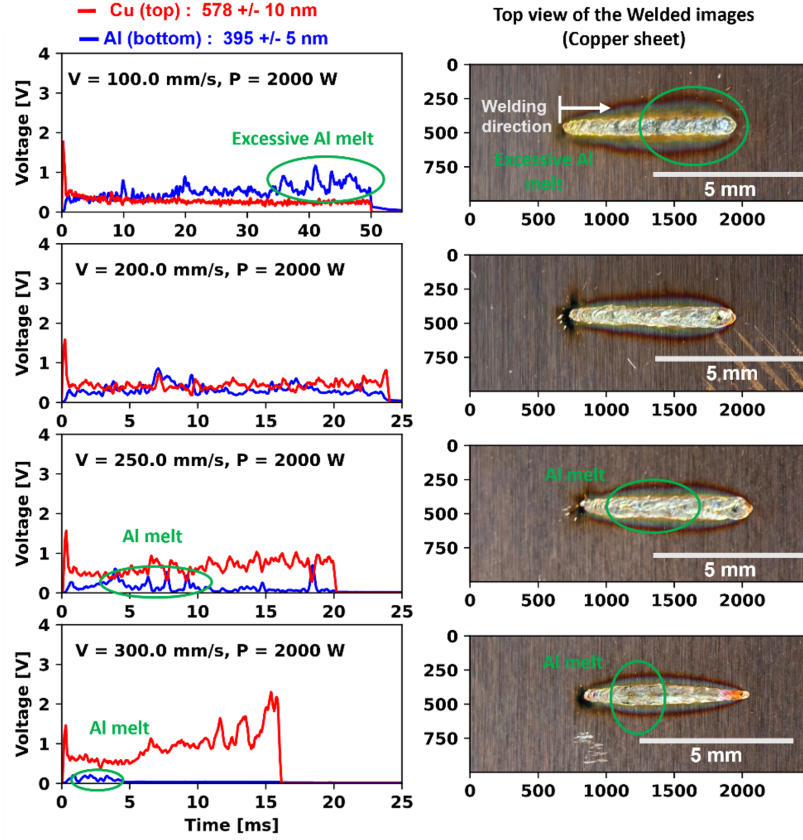 Cu (top) : 578 +/- 10 nm
Al (bottom) : 395 +/- 5 nm
Top view of the Welded images
(Copper sheet)
4
3
2
1
0
Voltage [V]
V = 100.0 mm/s, P = 2000 W
Excessive Al melt
0 10 20 30 40 50
0
250
500
750
Welding
direction
Excessive Al
melt
5 mm
0 500 1000 1500 2000
4
3
2
1
0
Voltage [V]
V = 200.0 mm/s, P = 2000 W
0 5 10 15 20 25
0
250
500
750
5 mm
0 500 1000 1500 2000
4
3
2
1
0
Voltage [V]
V = 250.0 mm/s, P = 2000 W
Al melt
0 5 10 15 20 25
0
250
500
750
Al melt
5 mm
0 500 1000 1500 2000
4
3
2
1
0
Voltage [V]
V = 300.0 mm/s, P = 2000 W
Al melt
0 5 10 15 20 25
Time [ms]
0
250
500
750
Al melt
5 mm
0 500 1000 1500 2000